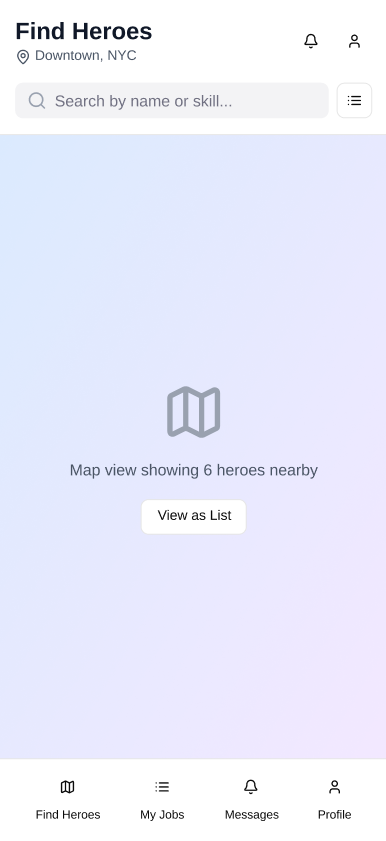 Find Heroes
Downtown, NYC
Search by name or skill...
Map view showing 6 heroes nearby
View as List
Find Heroes
My Jobs
Messages
Profile